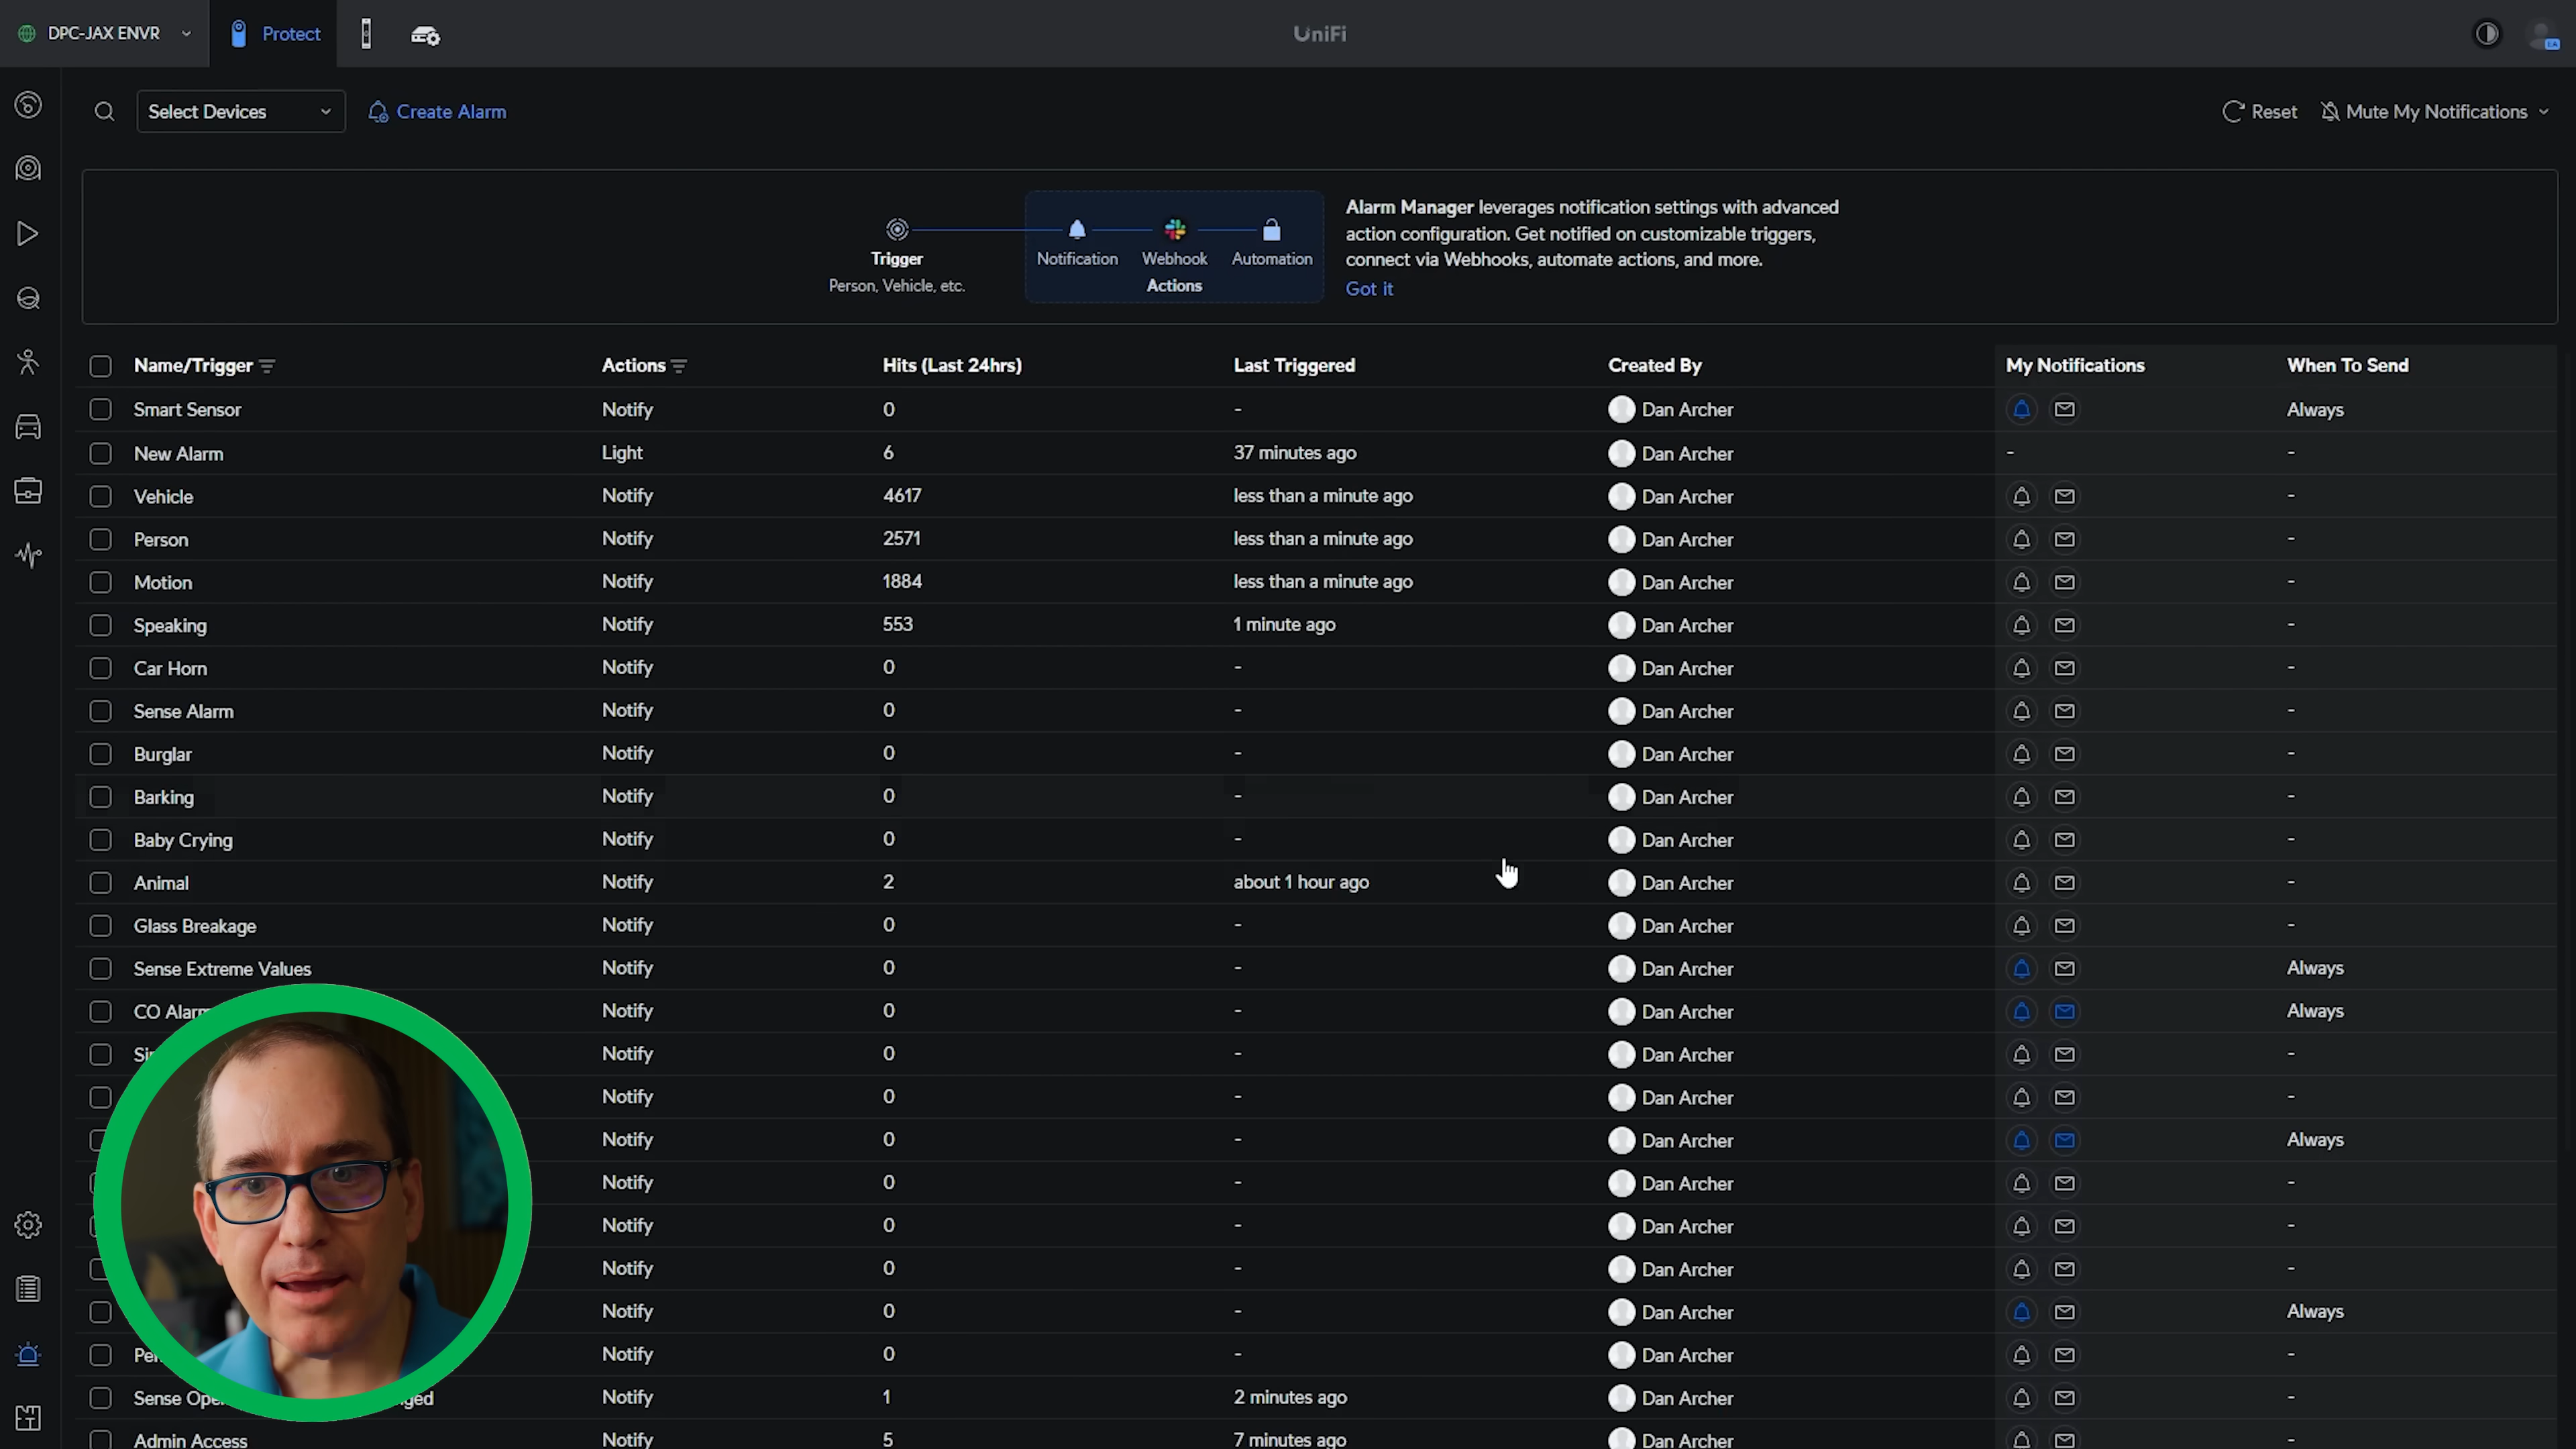 DPC-JAX ENVR
Protect
UniFi
Select Devices
Create Alarm
Reset
Mute My Notifications
Trigger
Person, Vehicle, etc.
Notification
Webhook
Automation
Actions
Alarm Manager leverages notification settings with advanced
action configuration. Get notified on customizable triggers,
connect via Webhooks, automate actions, and more.
Got it
Name/Trigger Actions Hits (Last 24hrs) Last Triggered Created By My Notifications When To Send
Smart Sensor Notify 0 - Dan Archer Always
New Alarm Light 6 37 minutes ago Dan Archer - -
Vehicle Notify 4617 less than a minute ago Dan Archer -
Person Notify 2571 less than a minute ago Dan Archer -
Motion Notify 1884 less than a minute ago Dan Archer -
Speaking Notify 553 1 minute ago Dan Archer -
Car Horn Notify 0 - Dan Archer -
Sense Alarm Notify 0 - Dan Archer -
Burglar Notify 0 - Dan Archer -
Barking Notify 0 - Dan Archer -
Baby Crying Notify 0 - Dan Archer -
Animal Notify 2 about 1 hour ago Dan Archer -
Glass Breakage Notify 0 - Dan Archer -
Sense Extreme Values Notify 0 - Dan Archer Always
CO Alarm Notify 0 - Dan Archer Always
Notify 0 - Dan Archer -
Notify 0 - Dan Archer -
Notify 0 - Dan Archer Always
Notify 0 - Dan Archer -
Notify 0 - Dan Archer -
Notify 0 - Dan Archer -
Notify 0 - Dan Archer Always
Notify 0 - Dan Archer -
Sense Notify 1 2 minutes ago Dan Archer -
Admin Access Notify 5 7 minutes ago Dan Archer -